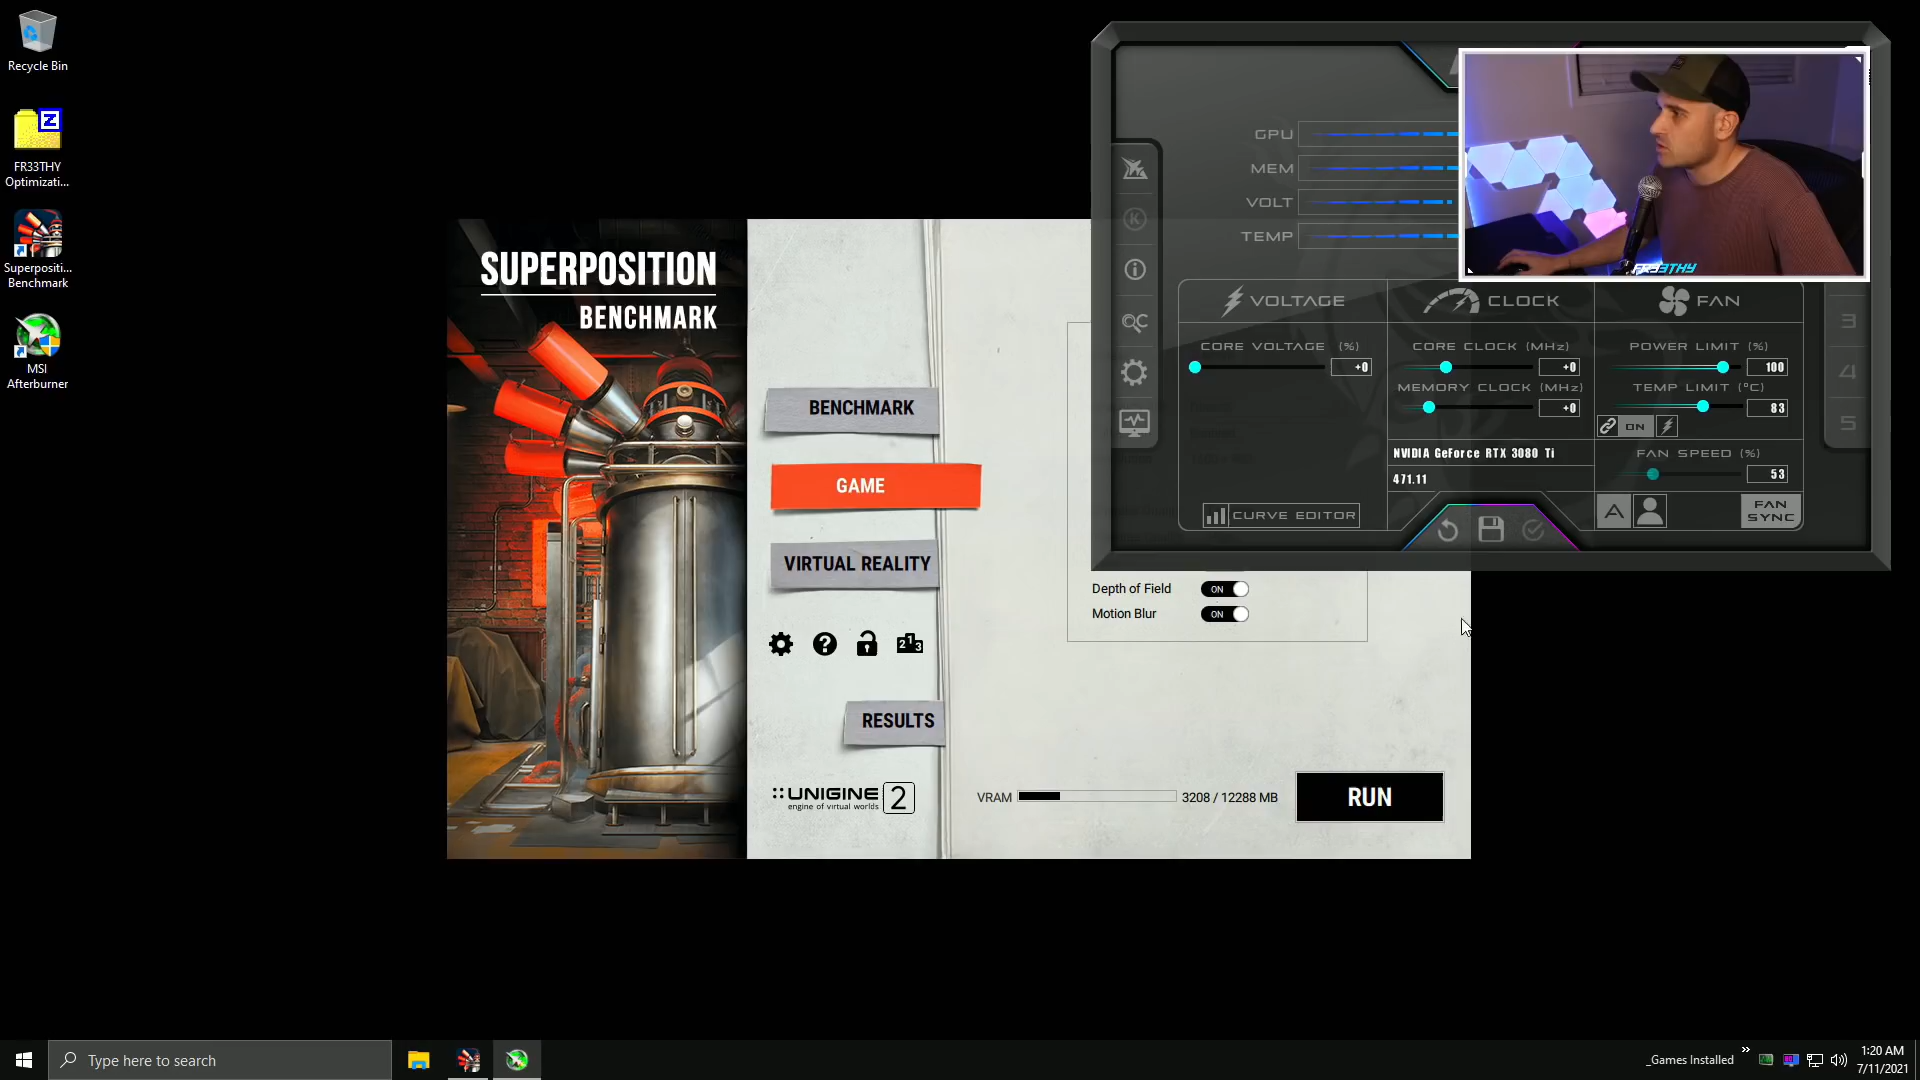 Recycle Bin
FR33THY
Optimizati...
Superpositi...
Benchmark
MSI
Afterburner
SUPERPOSITION
BENCHMARK
BENCHMARK
GAME
VIRTUAL REALITY
2 1 3
RESULTS
UNIGINE 2
engine of virtual worlds
Depth of Field ON
Motion Blur ON
VRAM 3208 / 12288 MB
RUN
GPU
MEM
VOLT
TEMP
FR33THY
K
i
C
VOLTAGE
CORE VOLTAGE (%)
+0
CURVE EDITOR
CLOCK
CORE CLOCK (MHz)
+0
MEMORY CLOCK (MHz)
+0
NVIDIA GeForce RTX 3080 Ti
471.11
FAN
POWER LIMIT (%)
100
TEMP LIMIT (°C)
83
ON
FAN SPEED (%)
53
A
FAN
SYNC
3
4
5
Type here to search
_Games Installed
1:20 AM
7/11/2021